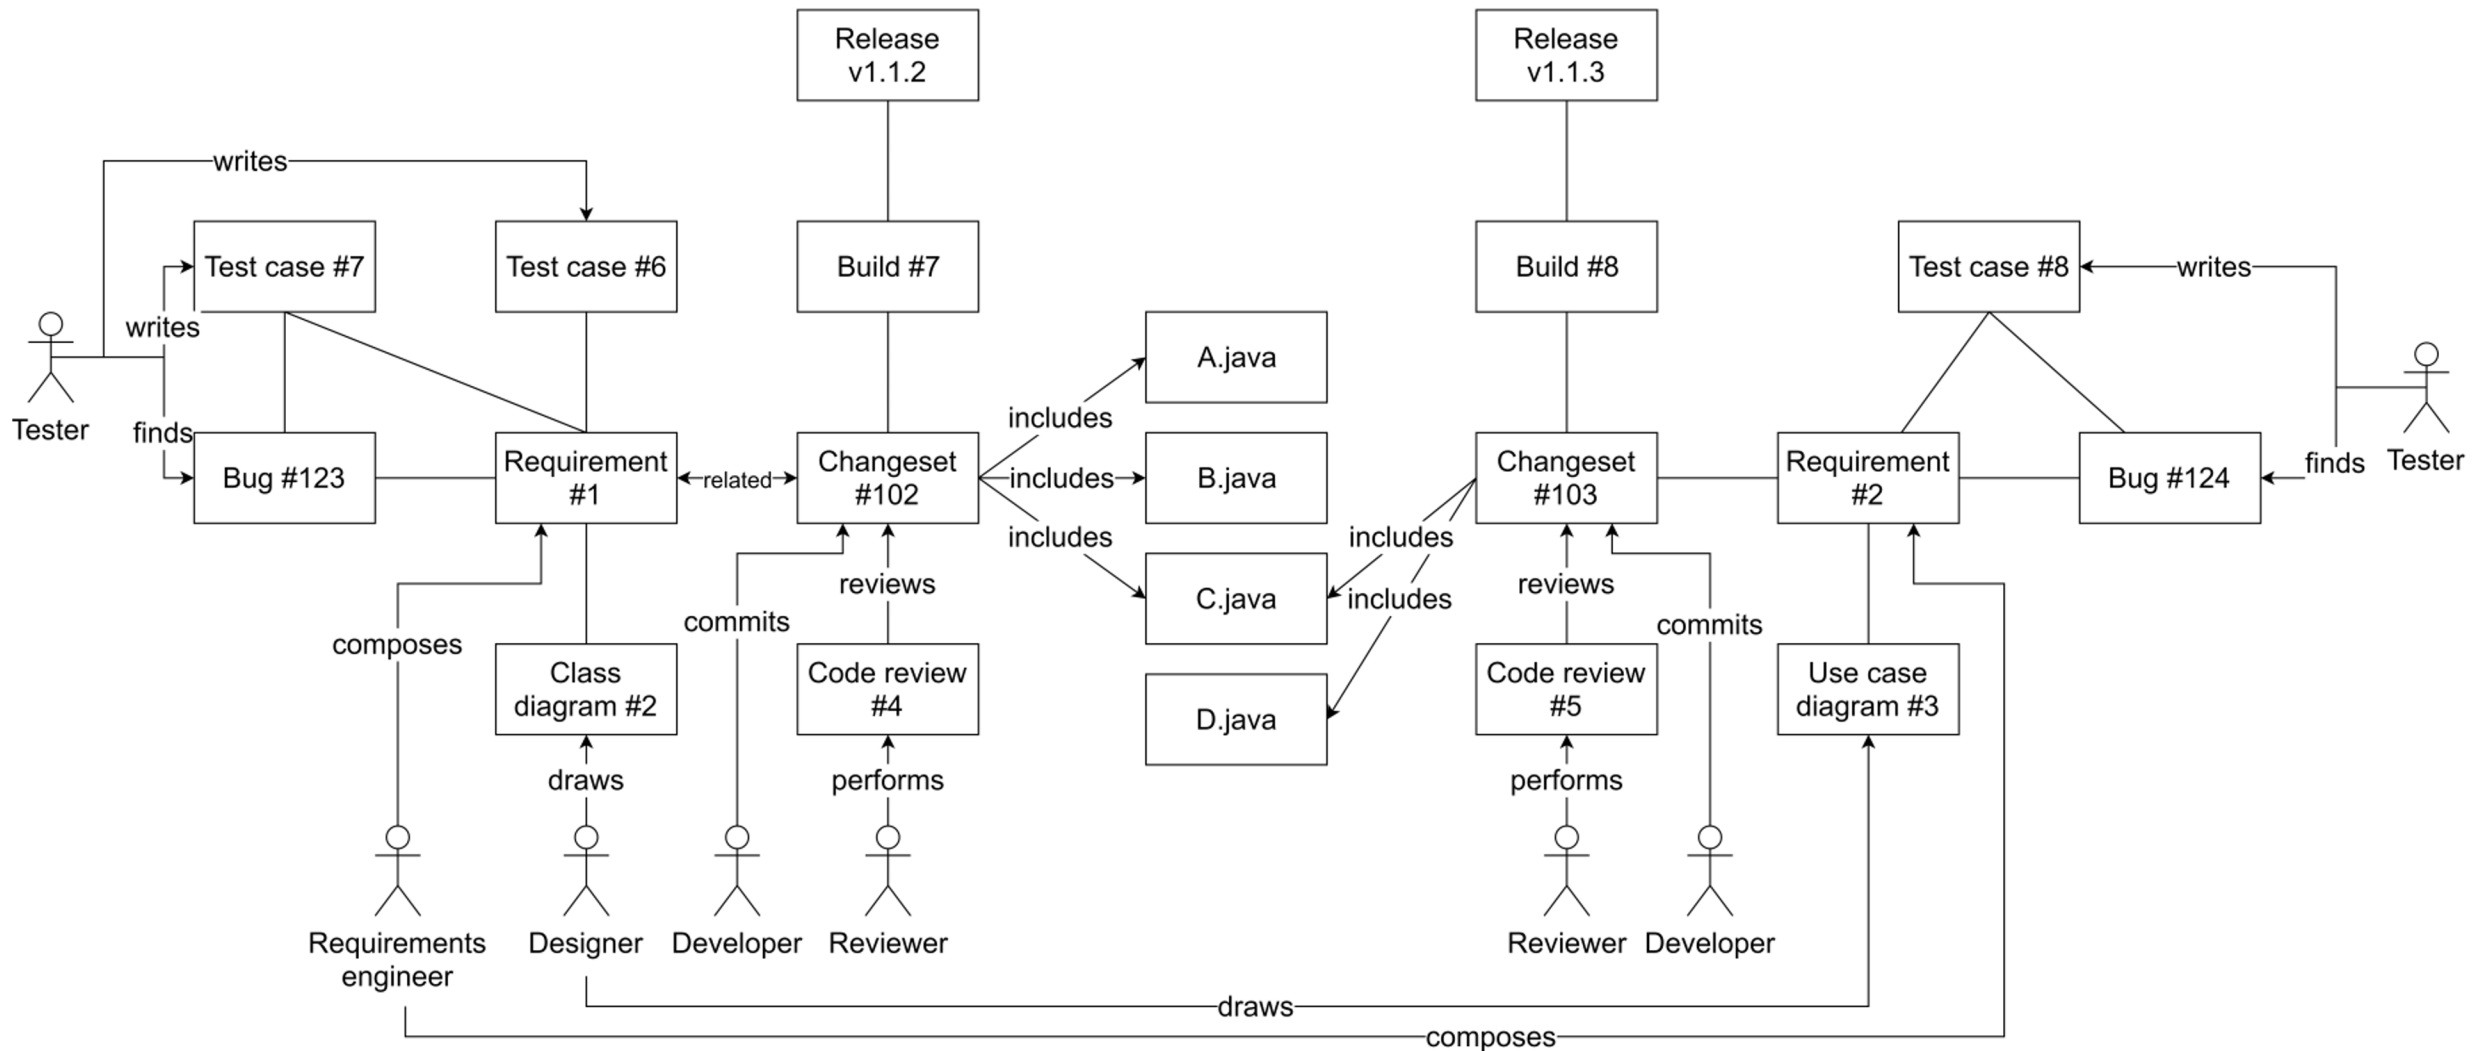 Release
v1.1.2
Release
v1.1.3
writes
Test case #7
Test case #6
Build #7
Build #8
Test case #8
writes
writes
A.java
Tester
finds
includes
Bug #123
Requirement
#1
related
Changeset
#102
includes
B.java
Changeset
#103
Requirement
#2
Bug #124
finds
Tester
includes
includes
composes
commits
reviews
C.java
includes
reviews
commits
Class
diagram #2
Code review
#4
D.java
Code review
#5
Use case
diagram #3
draws
performs
performs
Requirements
engineer
Designer
Developer
Reviewer
Reviewer
Developer
draws
composes